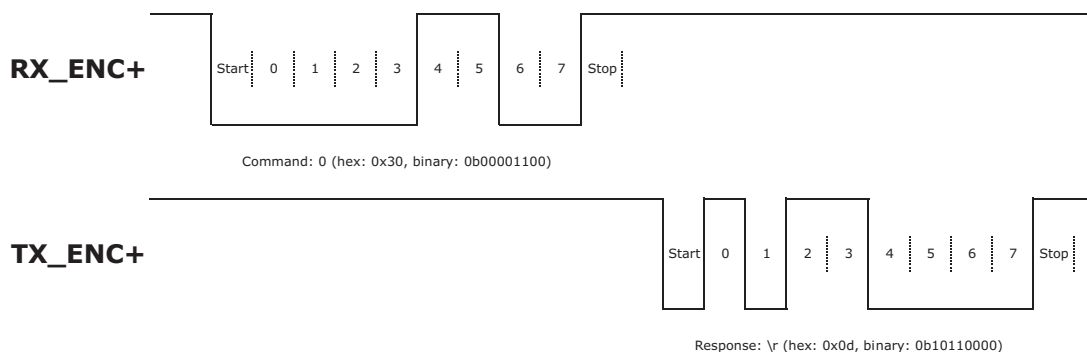 RX_ENC+
Start 0 1 2 3 4 5 6 7 Stop
Command: 0 (hex: 0x30, binary: 0b00001100)
TX_ENC+
Start 0 1 2 3 4 5 6 7 Stop
Response: \r (hex: 0x0d, binary: 0b10110000)